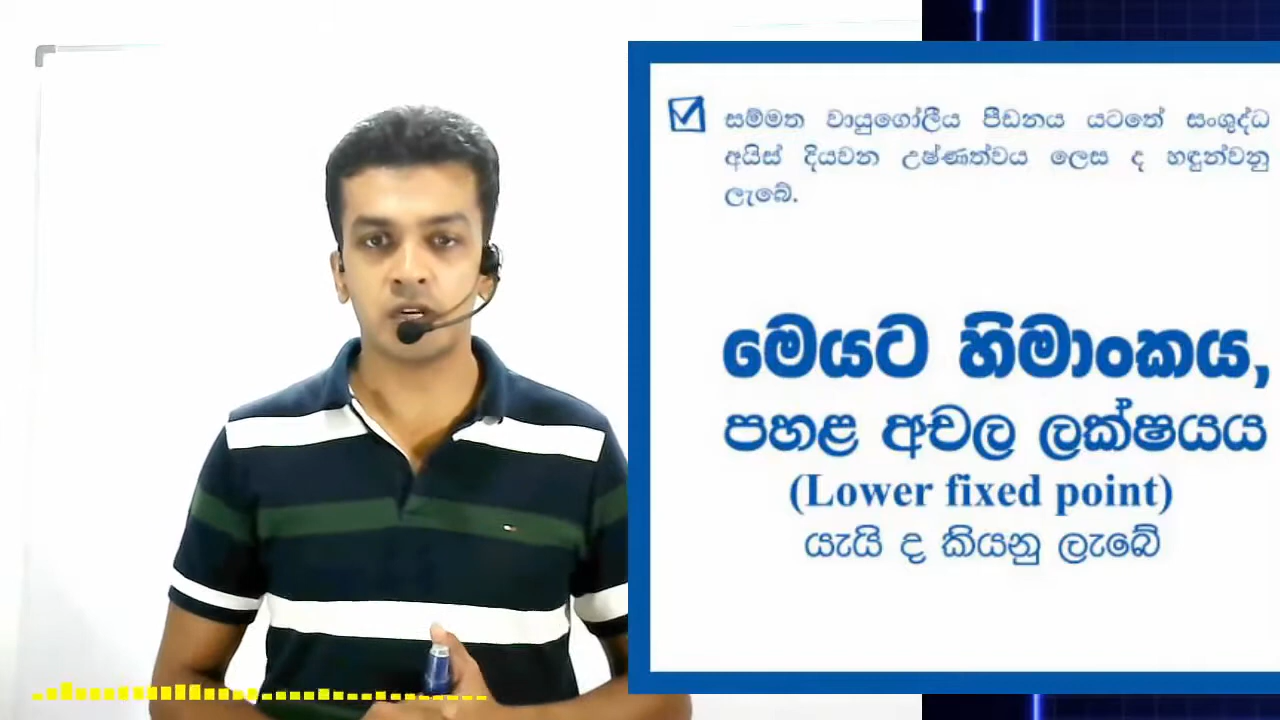 සම්මත වායුගෝලීය පීඩනය යටතේ සංශුද්ධ
අයිස් දියවන උෂ්ණත්වය ලෙස ද හඳුන්වනු
ලැබේ.
මෙයට හිමාංකය,
පහළ අචල ලක්ෂයය
(Lower fixed point)
යැයි ද කියනු ලැබේ